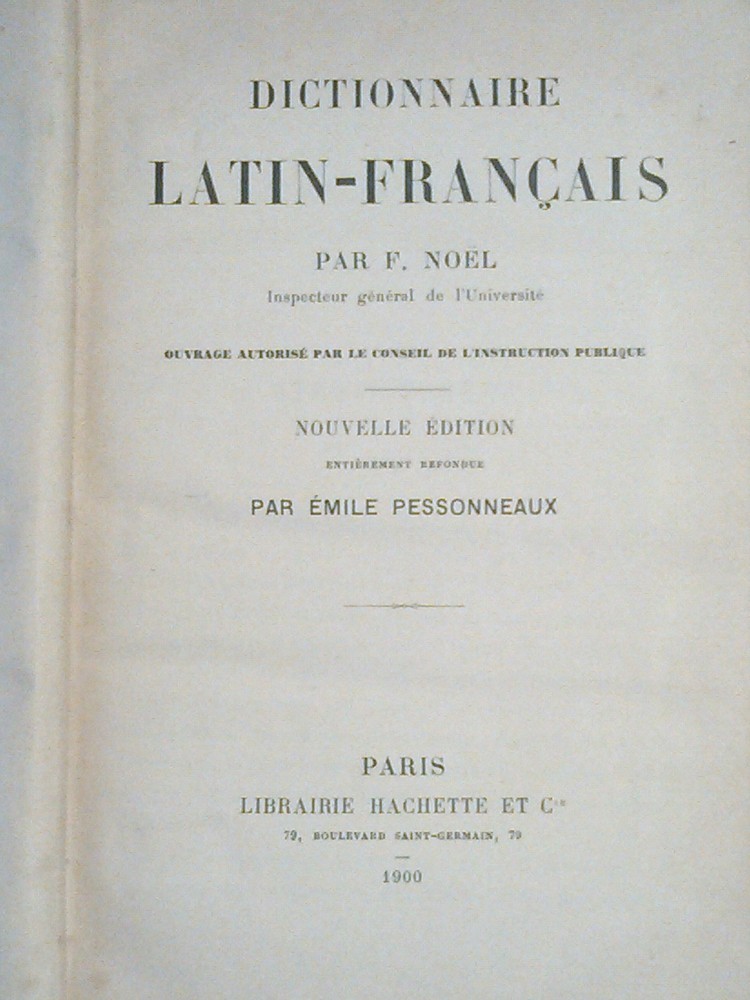 DICTIONNAIRE
LATIN-FRANÇAIS
PAR F. NOËL
Inspecteur général de l'Université
OUVRAGE AUTORISÉ PAR LE CONSEIL DE L'INSTRUCTION PUBLIQUE
NOUVELLE ÉDITION
ENTIÈREMENT REFONDUE
PAR ÉMILE PESSONNEAUX
PARIS
LIBRAIRIE HACHETTE ET Cie
79, BOULEVARD SAINT-GERMAIN, 79
1900